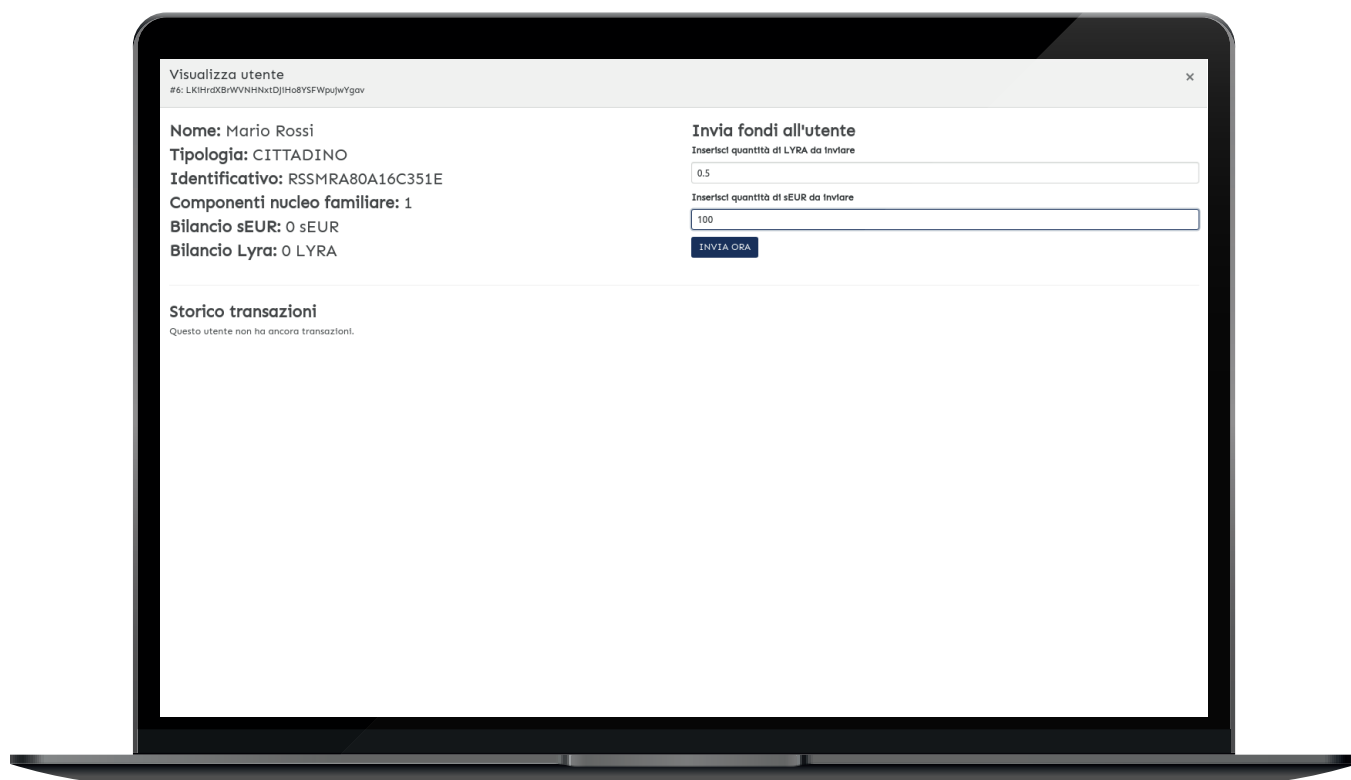 Visualizza utente
#6: LKiHrdXBrWVNHNxtDJiHo8YSFWpujwYgav
×
Nome: Mario Rossi
Tipologia: CITTADINO
Identificativo: RSSMRA80A16C351E
Componenti nucleo familiare: 1
Bilancio sEUR: 0 sEUR
Bilancio Lyra: 0 LYRA
Invia fondi all'utente
Inserisci quantità di LYRA da inviare
0.5
Inserisci quantità di sEUR da inviare
100
INVIA ORA
Storico transazioni
Questo utente non ha ancora transazioni.